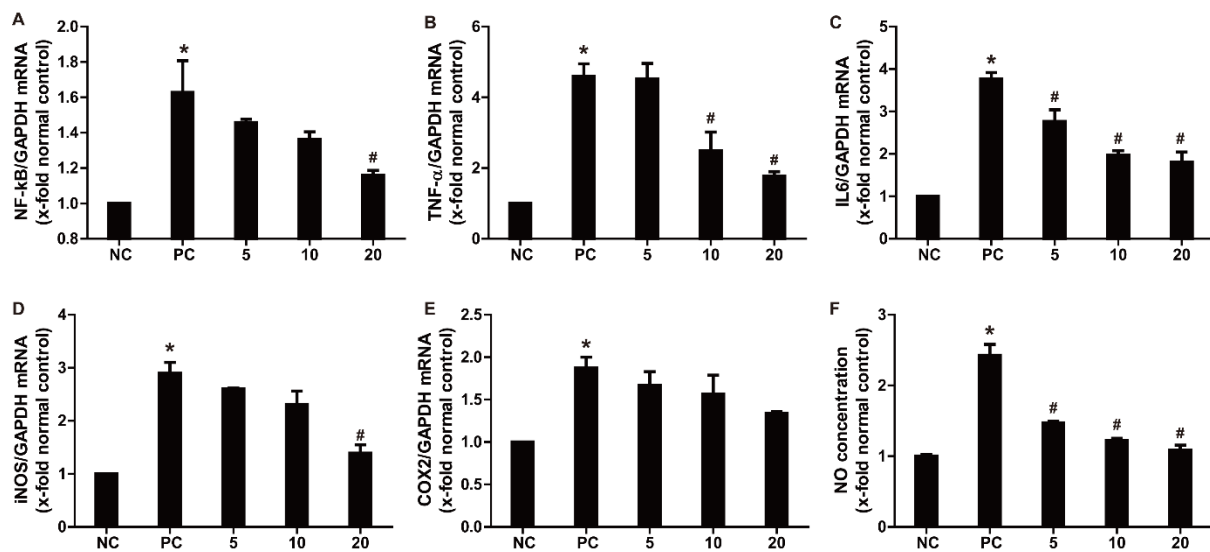 A
NF-kB/GAPDH mRNA
(x-fold normal control)
2.0
1.8
1.6
1.4
1.2
1.0
0.8
*
#
NC PC 5 10 20
B
TNF-α/GAPDH mRNA
(x-fold normal control)
6
4
2
0
*
#
#
NC PC 5 10 20
C
IL6/GAPDH mRNA
(x-fold normal control)
5
4
3
2
1
0
*
#
#
#
NC PC 5 10 20
D
iNOS/GAPDH mRNA
(x-fold normal control)
4
3
2
1
0
*
#
NC PC 5 10 20
E
COX2/GAPDH mRNA
(x-fold normal control)
2.5
2.0
1.5
1.0
0.5
0.0
*
NC PC 5 10 20
F
NO concentration
(x-fold normal control)
3
2
1
0
*
#
#
#
NC PC 5 10 20